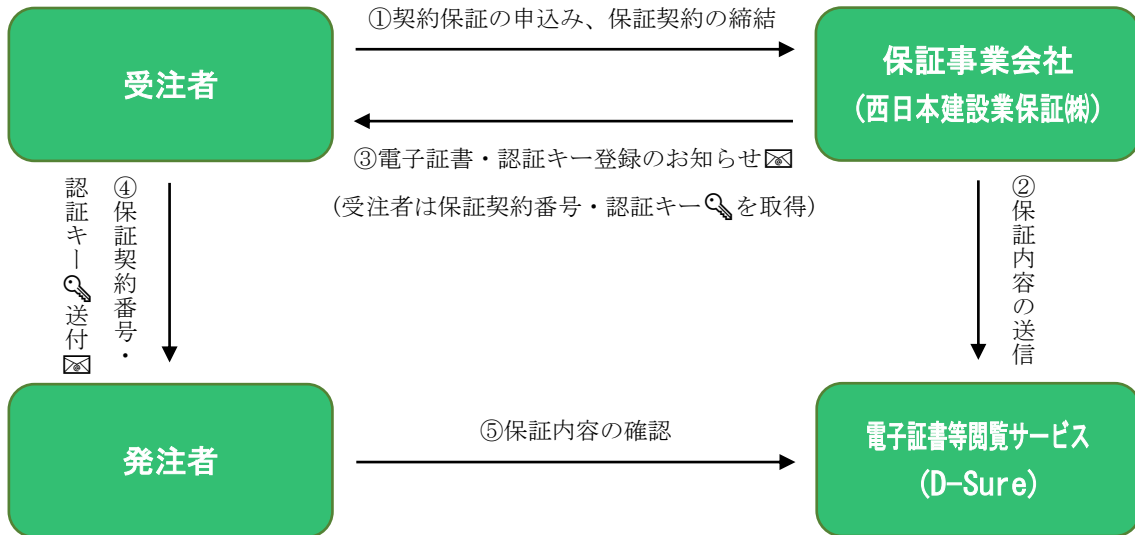 ①契約保証の申込み、保証契約の締結
受注者
保証事業会社
(西日本建設業保証㈱)
③電子証書・認証キー登録のお知らせ
(受注者は保証契約番号・認証キーを取得)
④保証契約番号・
認証キー送付
②保証内容の送信
発注者
⑤保証内容の確認
電子証書等閲覧サービス
(D-Sure)